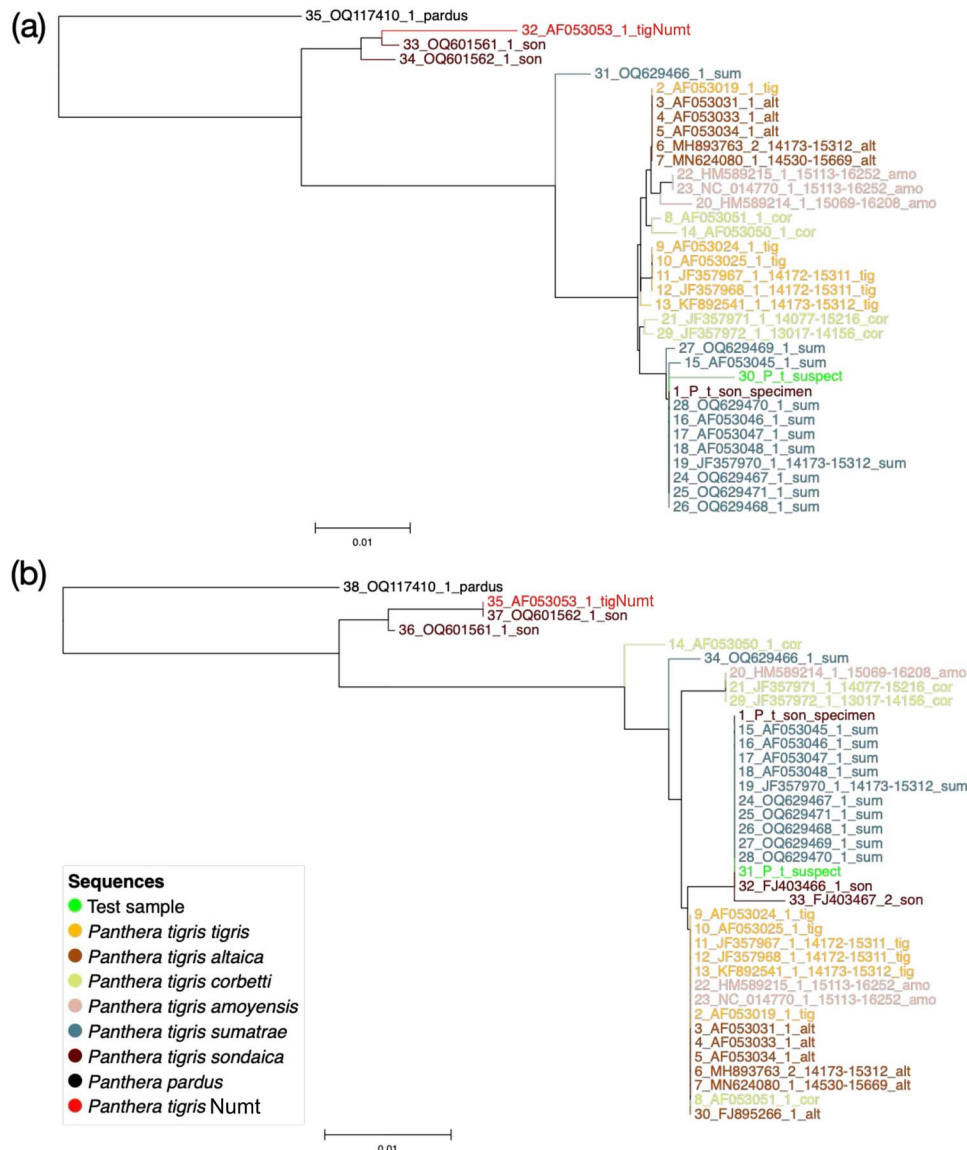 (a)
35_OQ117410_1_pardus
32_AF053053_1_tigNumt
33_OQ601561_1_son
34_OQ601562_1_son
31_OQ629466_1_sum
2_AF053019_1_tig
3_AF053031_1_alt
4_AF053033_1_alt
5_AF053034_1_alt
6_MH893763_2_14173-15312_alt
7_MN624080_1_14530-15669_alt
22_HM589215_1_15113-16252_amo
23_NC_014770_1_15113-16252_amo
20_HM589214_1_15069-16208_amo
8_AF053051_1_cor
14_AF053050_1_cor
9_AF053024_1_tig
10_AF053025_1_tig
11_JF357967_1_14172-15311_tig
12_JF357968_1_14172-15311_tig
13_KF892541_1_14173-15312_tig
21_JF357971_1_14077-15216_cor
29_JF357972_1_13017-14156_cor
27_OQ629469_1_sum
15_AF053045_1_sum
30_P_t_suspect
1_P_t_son_specimen
28_OQ629470_1_sum
16_AF053046_1_sum
17_AF053047_1_sum
18_AF053048_1_sum
19_JF357970_1_14173-15312_sum
24_OQ629467_1_sum
25_OQ629471_1_sum
26_OQ629468_1_sum
0.01
(b)
38_OQ117410_1_pardus
35_AF053053_1_tigNumt
37_OQ601562_1_son
36_OQ601561_1_son
14_AF053050_1_cor
34_OQ629466_1_sum
20_HM589214_1_15069-16208_amo
21_JF357971_1_14077-15216_cor
29_JF357972_1_13017-14156_cor
1_P_t_son_specimen
15_AF053045_1_sum
16_AF053046_1_sum
17_AF053047_1_sum
18_AF053048_1_sum
19_JF357970_1_14173-15312_sum
24_OQ629467_1_sum
25_OQ629471_1_sum
26_OQ629468_1_sum
27_OQ629469_1_sum
28_OQ629470_1_sum
31_P_t_suspect
32_FJ403466_1_son
33_FJ403467_2_son
9_AF053024_1_tig
10_AF053025_1_tig
11_JF357967_1_14172-15311_tig
12_JF357968_1_14172-15311_tig
13_KF892541_1_14173-15312_tig
22_HM589215_1_15113-16252_amo
23_NC_014770_1_15113-16252_amo
2_AF053019_1_tig
3_AF053031_1_alt
4_AF053033_1_alt
5_AF053034_1_alt
6_MH893763_2_14173-15312_alt
7_MN624080_1_14530-15669_alt
8_AF053051_1_cor
30_FJ895266_1_alt
Sequences
Test sample
Panthera tigris tigris
Panthera tigris altaica
Panthera tigris corbetti
Panthera tigris amoyensis
Panthera tigris sumatrae
Panthera tigris sondaica
Panthera pardus
Panthera tigris Numt
0.01